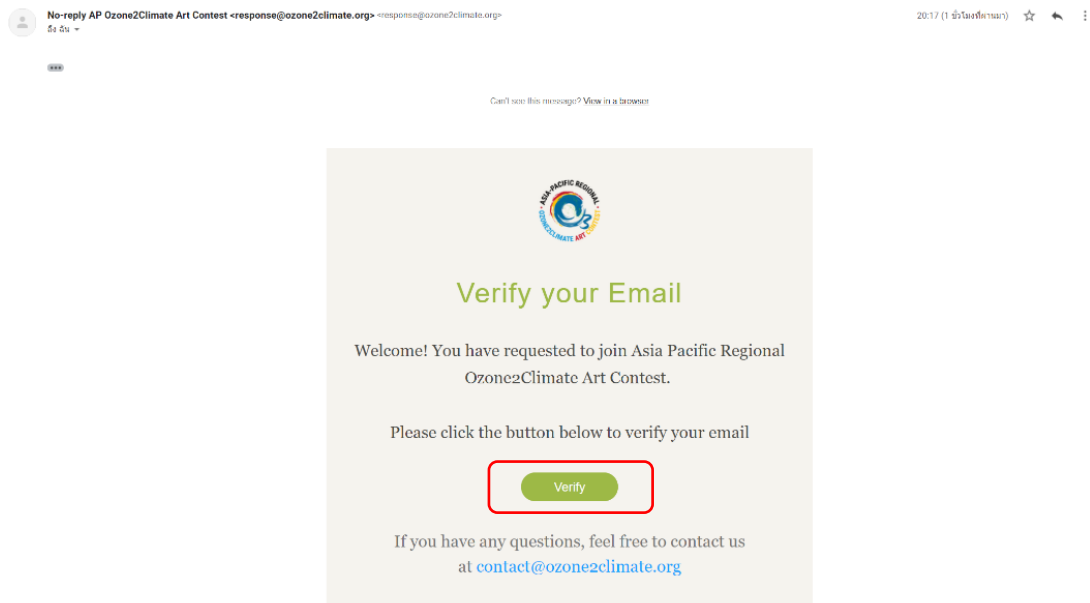 No-reply AP Ozone2Climate Art Contest <response@ozone2climate.org> <response@ozone2climate.org>
20:17 (1 ชั่วโมงที่ผ่านมา)
ถึง ฉัน
Can't see this message? View in a browser
ASIA-PACIFIC REGIONAL
OZONE2CLIMATE ART CONTEST
Verify your Email
Welcome! You have requested to join Asia Pacific Regional
Ozone2Climate Art Contest.
Please click the button below to verify your email
Verify
If you have any questions, feel free to contact us
at contact@ozone2climate.org